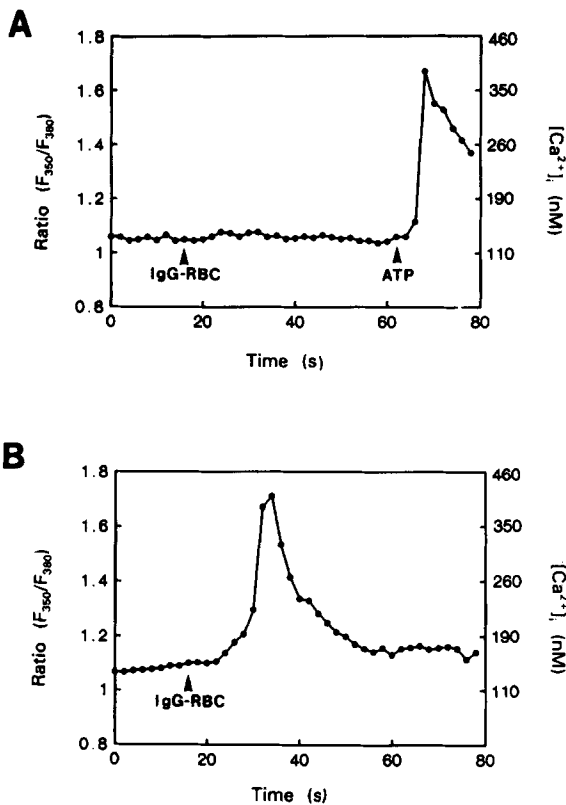 A
Ratio (F350/F380)
1.8
1.6
1.4
1.2
1
0.8
460
350
260
190
110
[Ca2+]i (nM)
IgG-RBC
ATP
0
20
40
60
80
Time (s)
B
Ratio (F350/F380)
1.8
1.6
1.4
1.2
1
0.8
460
350
260
190
110
[Ca2+]i (nM)
IgG-RBC
0
20
40
60
80
Time (s)